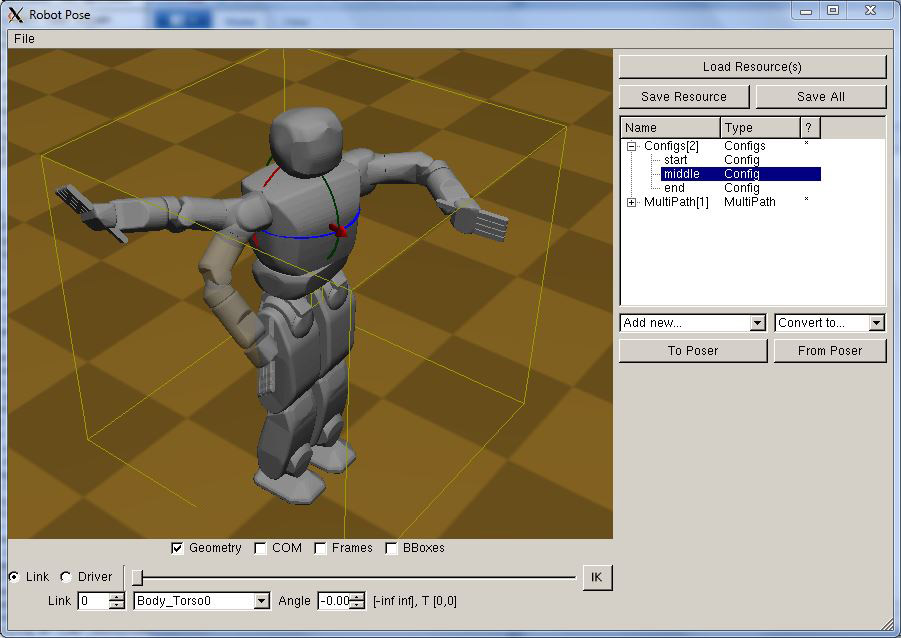 Robot Pose
File
Load Resource(s)
Save Resource Save All
Name Type ?
Configs[2] Configs *
start Config
middle Config
end Config
MultiPath[1] MultiPath *
Add new... Convert to...
To Poser From Poser
Geometry COM Frames BBoxes
Link Driver IK
Link 0 Body_Torso0 Angle -0.00 [-inf inf], T [0,0]